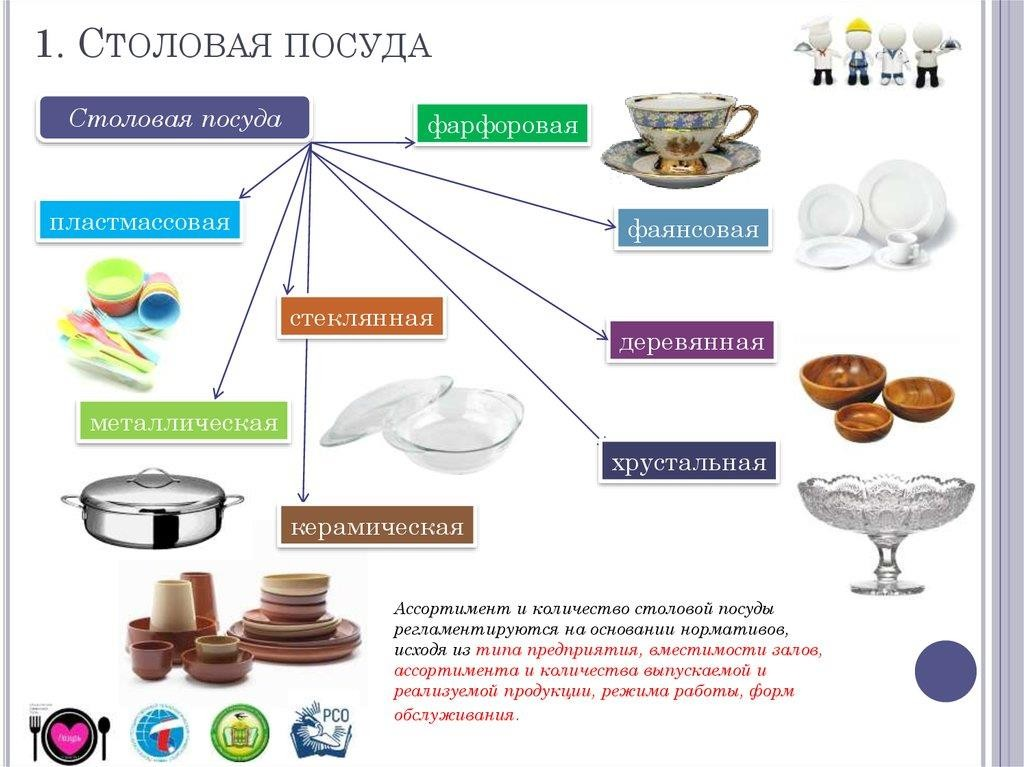 1. Столовая посуда
Столовая посуда
фарфоровая
пластмассовая
фаянсовая
стеклянная
деревянная
металлическая
хрустальная
керамическая
Ассортимент и количество столовой посуды
регламентируются на основании нормативов,
исходя из типа предприятия, вместимости залов,
ассортимента и количества выпускаемой и
реализуемой продукции, режима работы, форм
обслуживания.
РСО